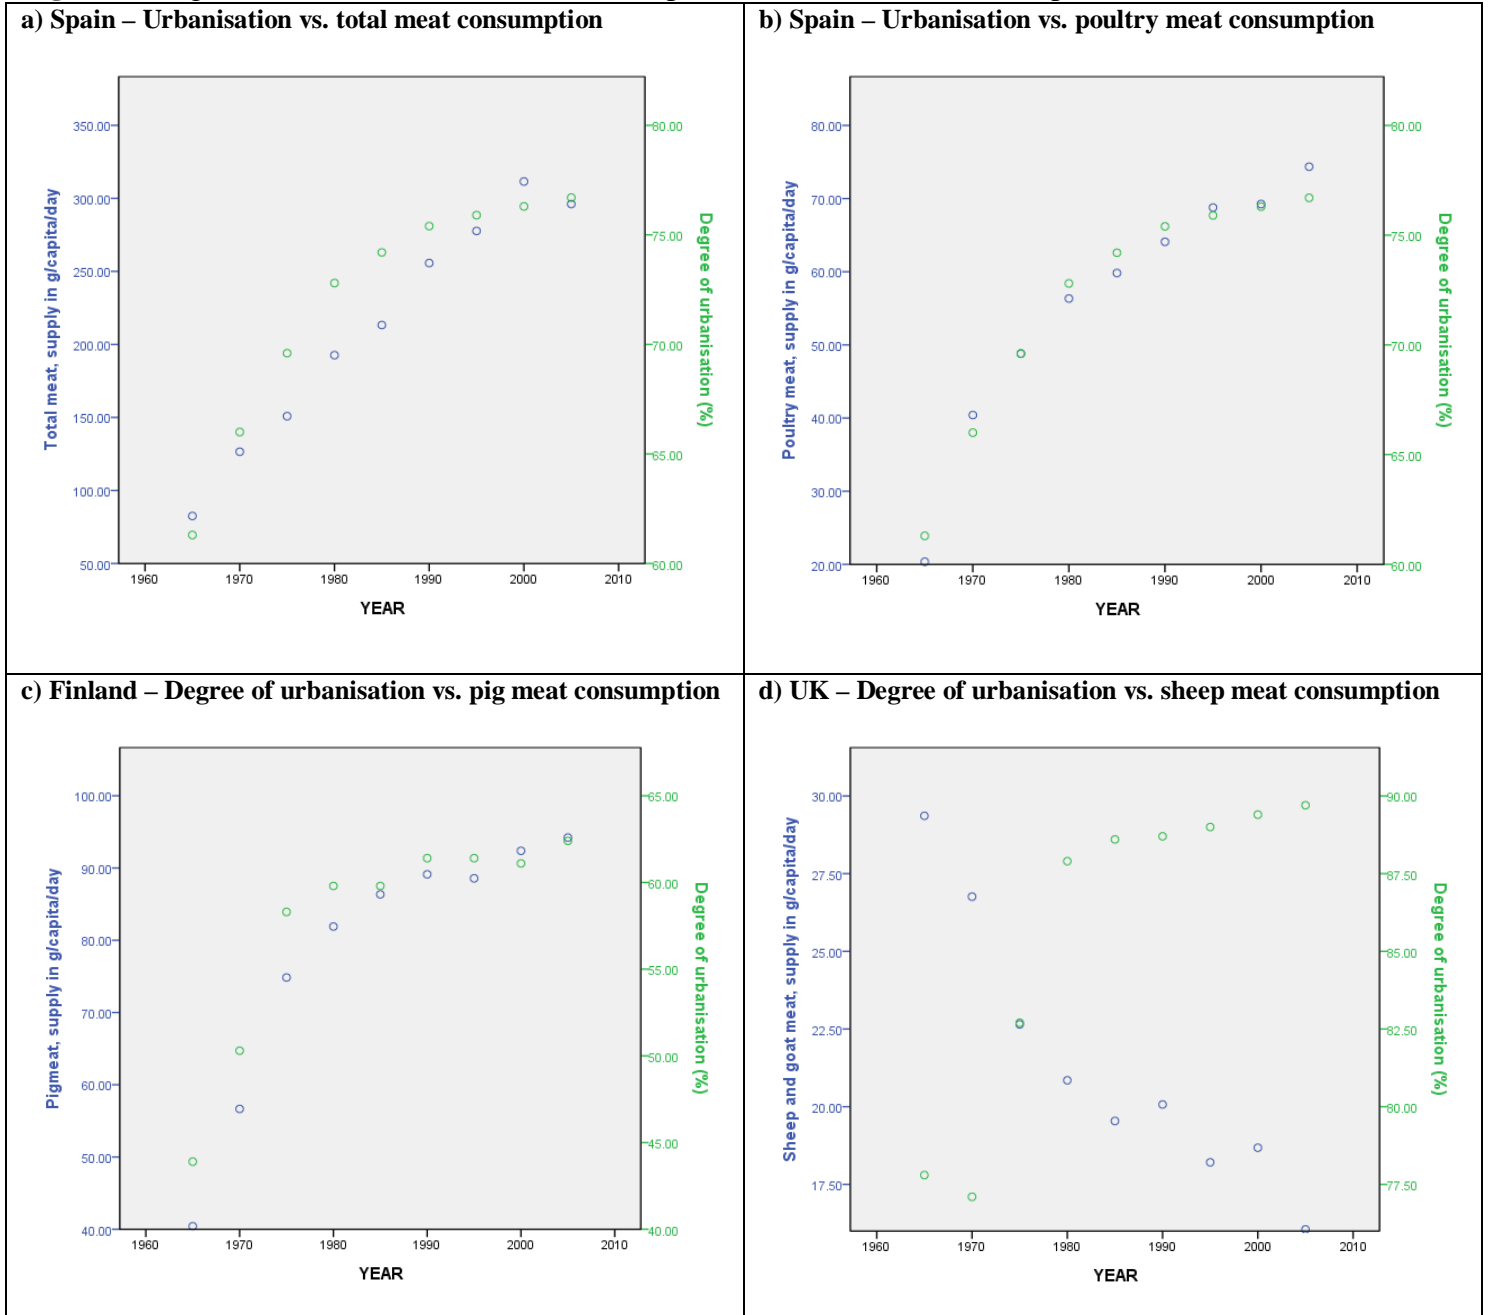 a) Spain – Urbanisation vs. total meat consumption
350.00
300.00
250.00
200.00
150.00
100.00
50.00
Total meat, supply in g/capita/day
80.00
75.00
70.00
65.00
60.00
Degree of urbanisation (%)
1960 1970 1980 1990 2000 2010
YEAR
b) Spain – Urbanisation vs. poultry meat consumption
80.00
70.00
60.00
50.00
40.00
30.00
20.00
Poultry meat, supply in g/capita/day
80.00
75.00
70.00
65.00
60.00
Degree of urbanisation (%)
1960 1970 1980 1990 2000 2010
YEAR
c) Finland – Degree of urbanisation vs. pig meat consumption
100.00
90.00
80.00
70.00
60.00
50.00
40.00
Pigmeat, supply in g/capita/day
65.00
60.00
55.00
50.00
45.00
40.00
Degree of urbanisation (%)
1960 1970 1980 1990 2000 2010
YEAR
d) UK – Degree of urbanisation vs. sheep meat consumption
30.00
27.50
25.00
22.50
20.00
17.50
Sheep and goat meat, supply in g/capita/day
90.00
87.50
85.00
82.50
80.00
77.50
Degree of urbanisation (%)
1960 1970 1980 1990 2000 2010
YEAR